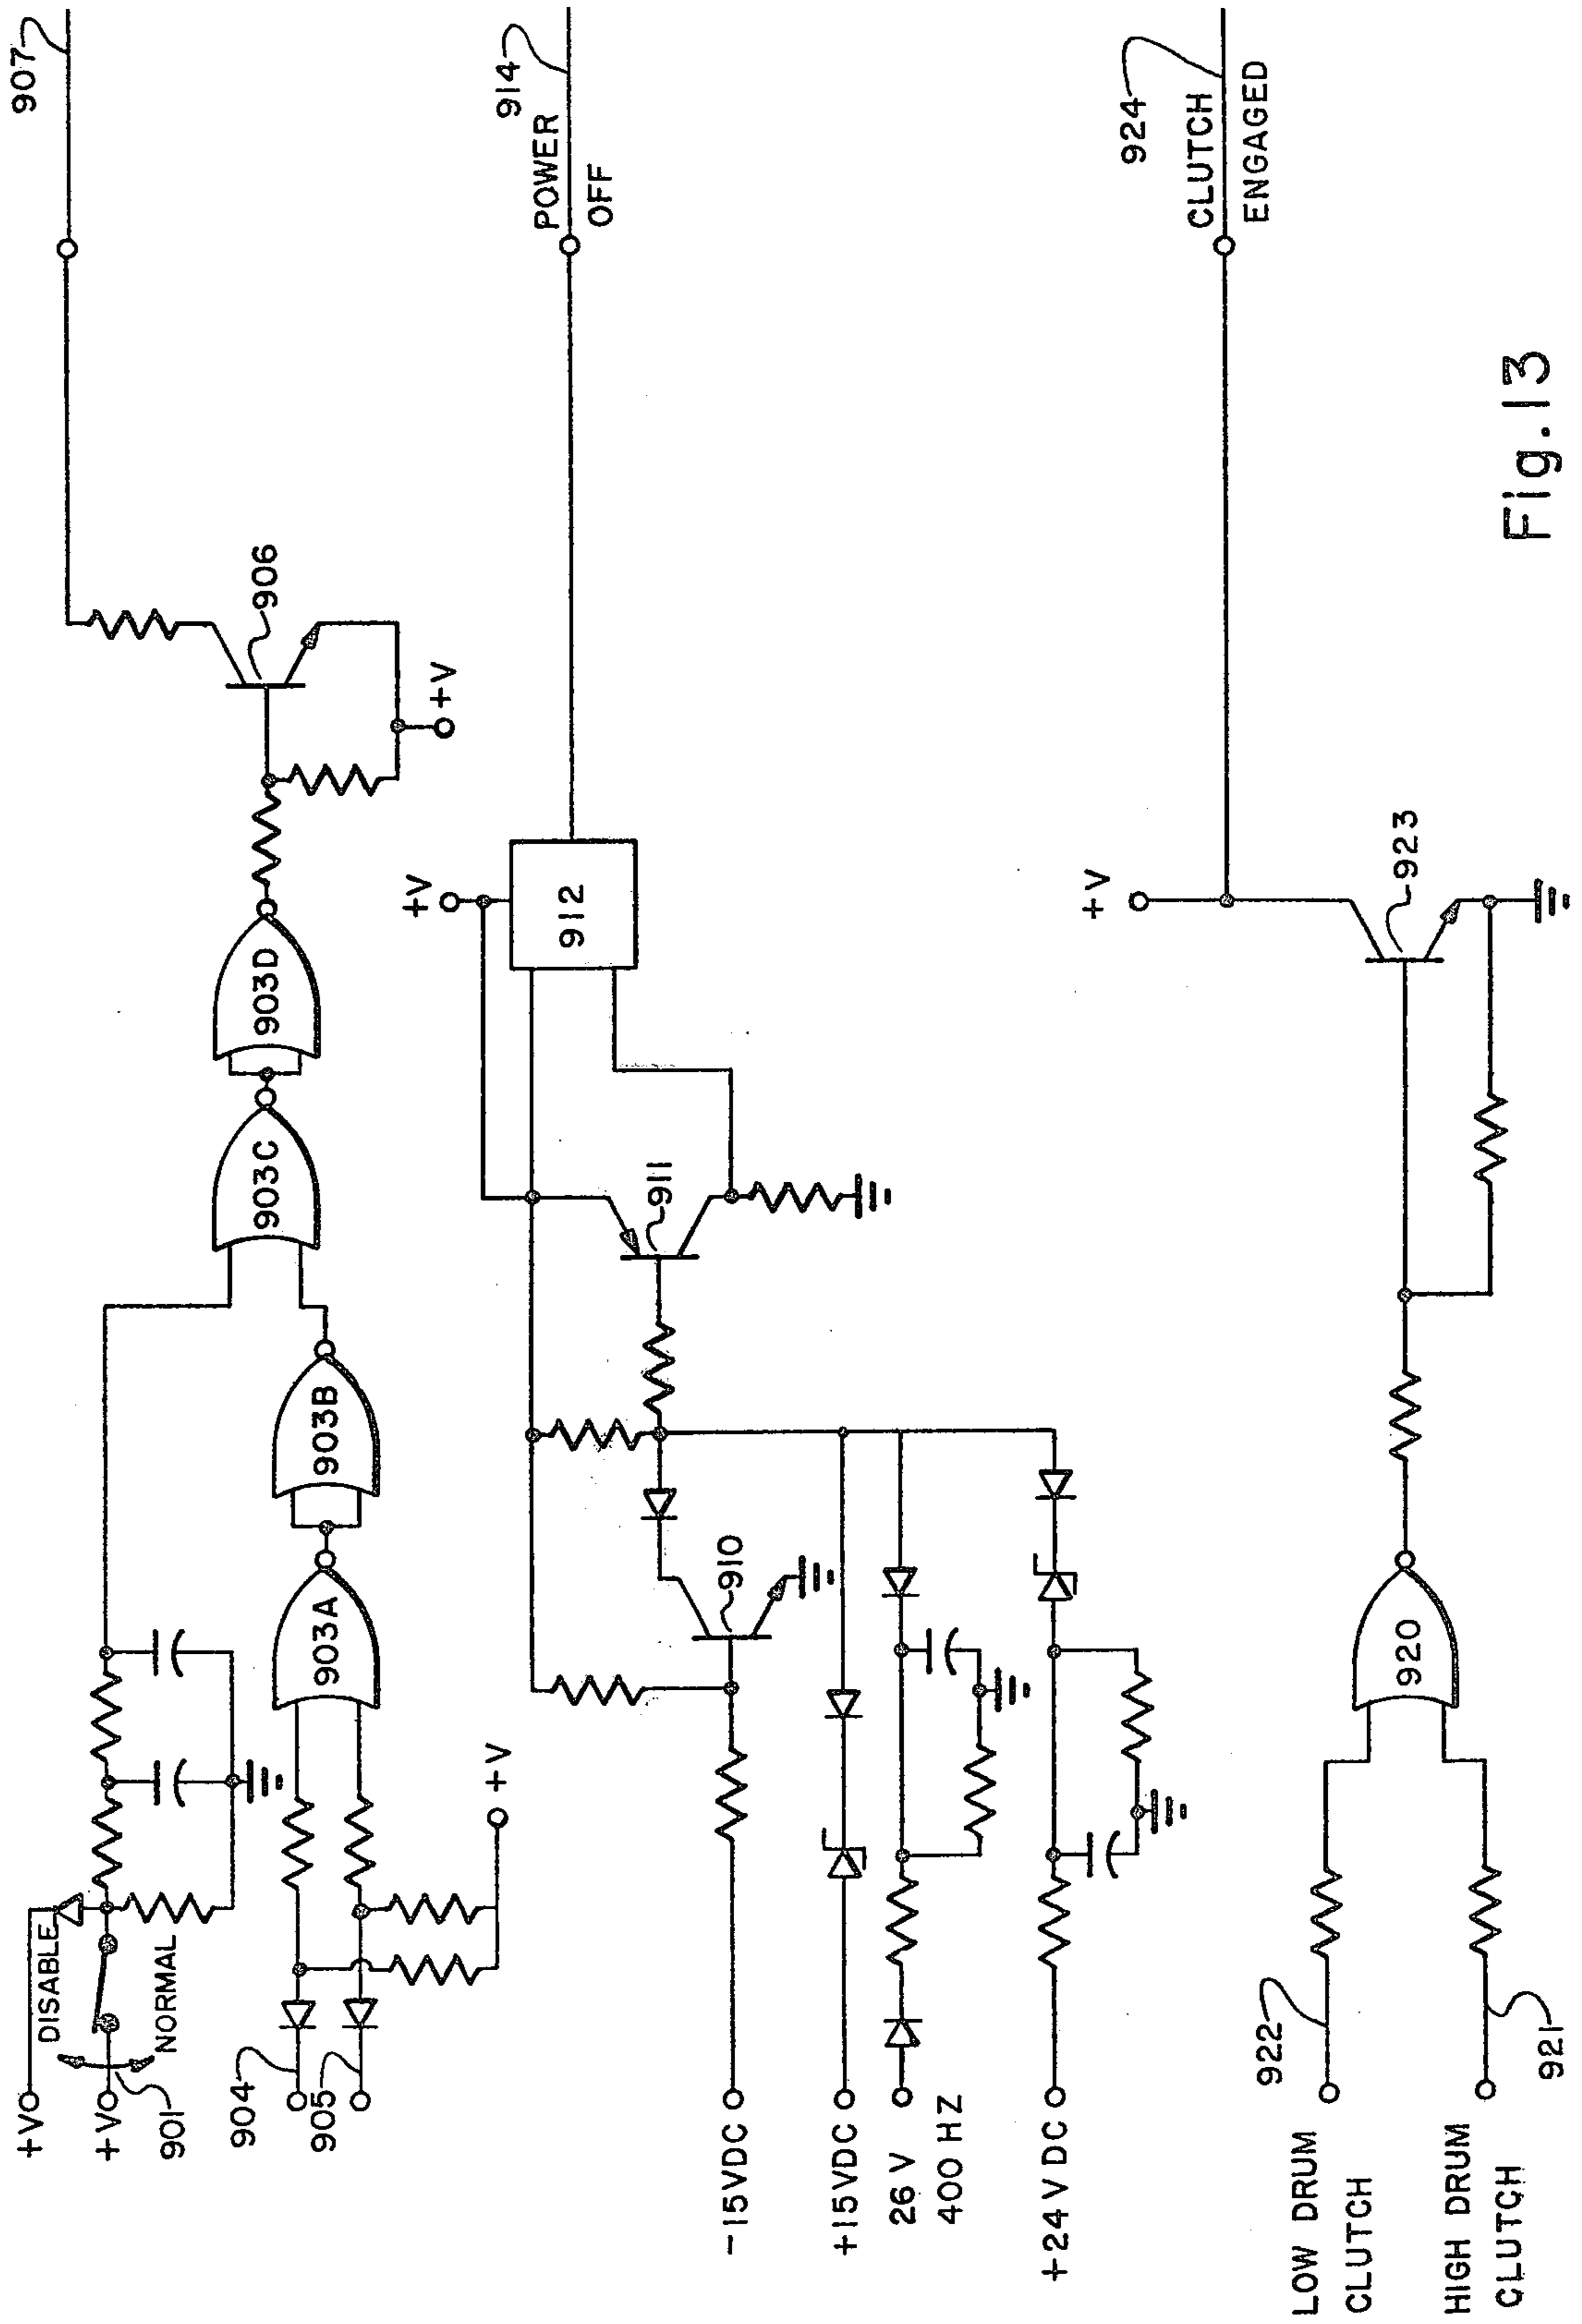 +V
+V
901
DISABLE
NORMAL
904
905
903A
903B
903C
903D
+V
906
+V
907
-15VDC
+15VDC
26 V
400 HZ
+24 V DC
910
911
+V
912
POWER
OFF
914
LOW DRUM
CLUTCH
922
HIGH DRUM
CLUTCH
921
920
+V
923
CLUTCH
ENGAGED
924
Fig.13